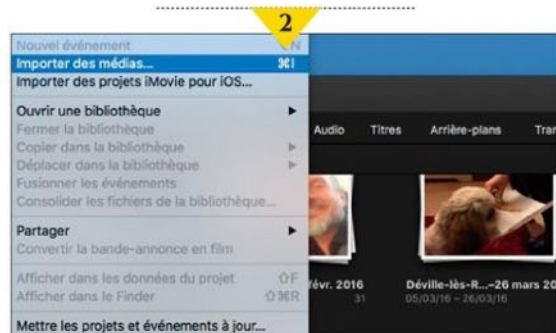 2
Nouvel événement ⌘N
Importer des médias... ⌘I
Importer des projets iMovie pour iOS...
Ouvrir une bibliothèque
Fermer la bibliothèque
Copier dans la bibliothèque
Déplacer dans la bibliothèque
Fusionner les événements
Consolider les fichiers de la bibliothèque...
Partager
Convertir la bande-annonce en film
Afficher dans les données du projet ⇧F
Afficher dans le Finder ⇧⌘R
Mettre les projets et événements à jour...
Audio Titres Arrière-plans Tran
févr. 2016 Déville-lès-R...–26 mars 20
31 05/03/16 – 26/03/16